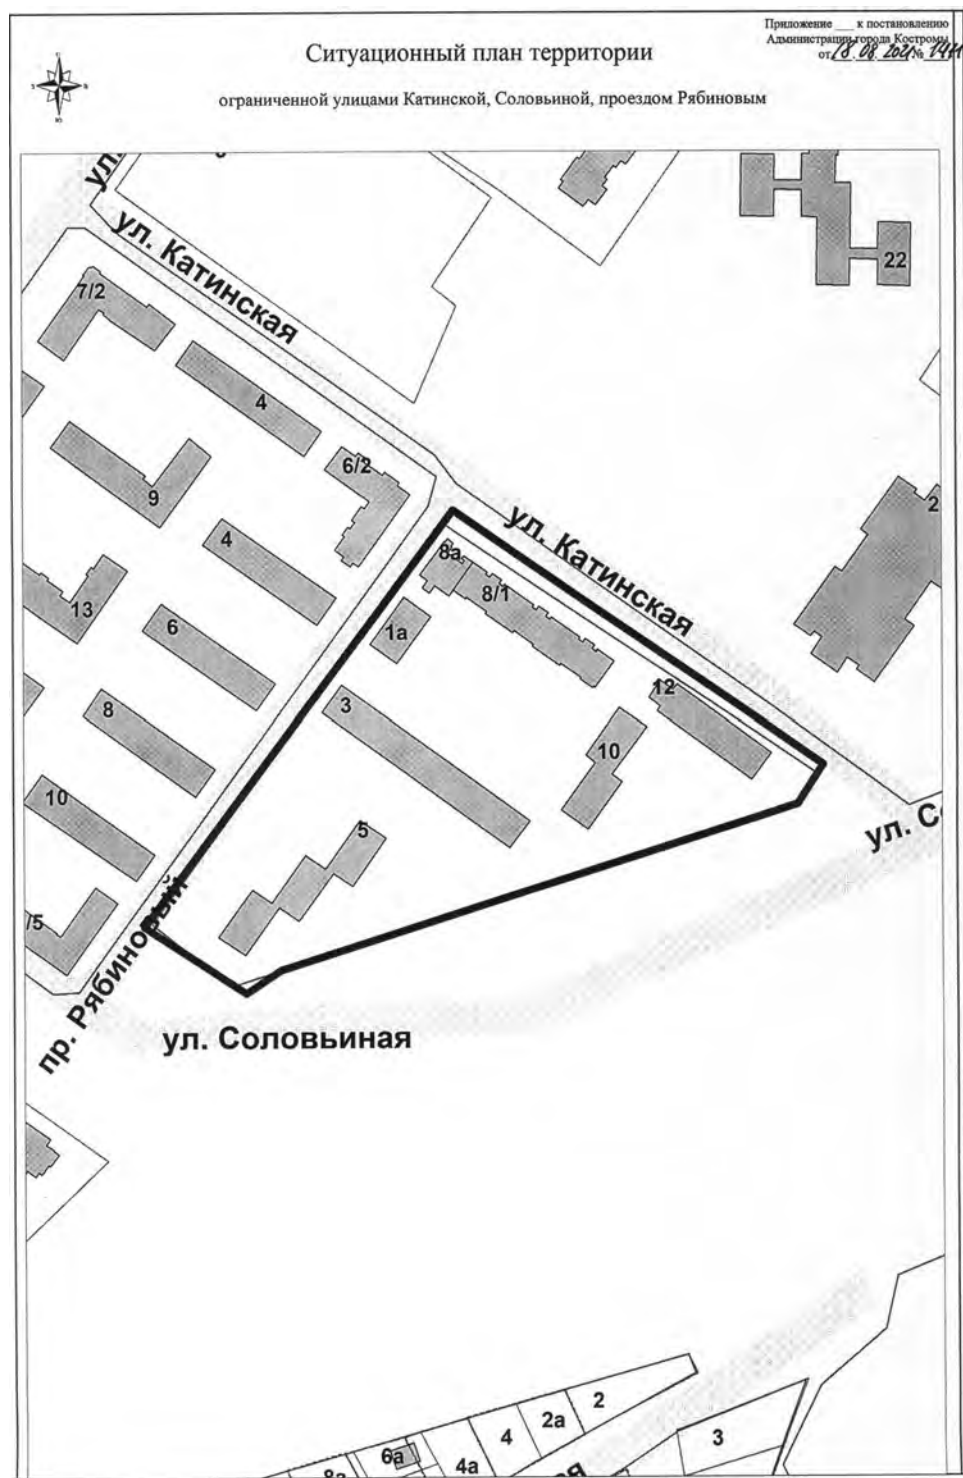 Приложение ___ к постановлению
Администрации города Костромы
от 18.08.2021 №
Ситуационный план территории
ограниченной улицами Катинской, Соловьиной, проездом Рябиновым
ул.
ул. Катинская
22
7/2
4
6/2
9
2
4
ул. Катинская
8а
8/1
13
6
1а
12
3
8
10
10
5
ул. С
/5
пр. Рябиновый
ул. Соловьиная
2
2а
4
3
6а
4а
8а
ая